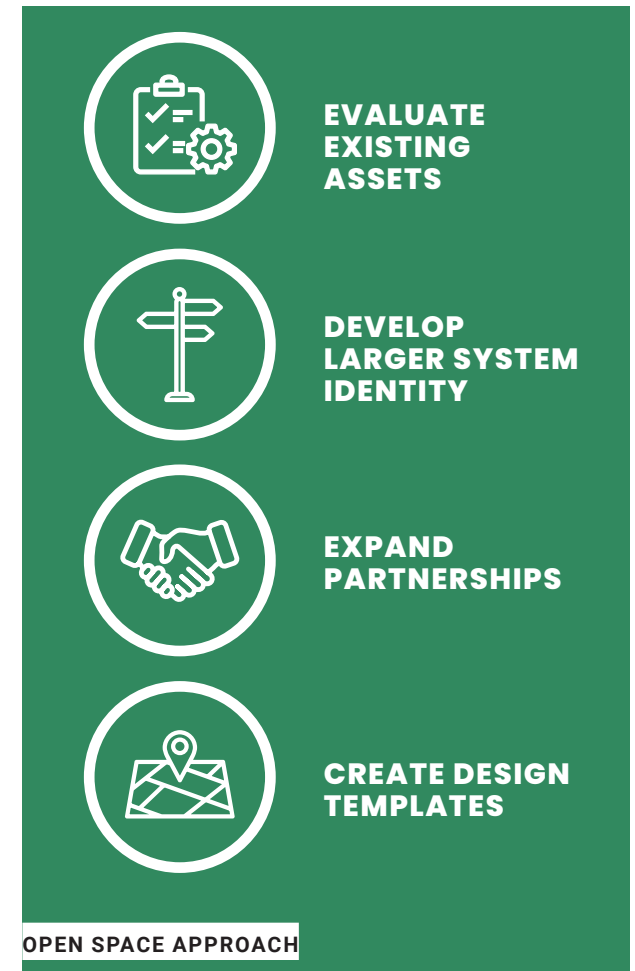 EVALUATE
EXISTING
ASSETS
DEVELOP
LARGER SYSTEM
IDENTITY
EXPAND
PARTNERSHIPS
CREATE DESIGN
TEMPLATES
OPEN SPACE APPROACH